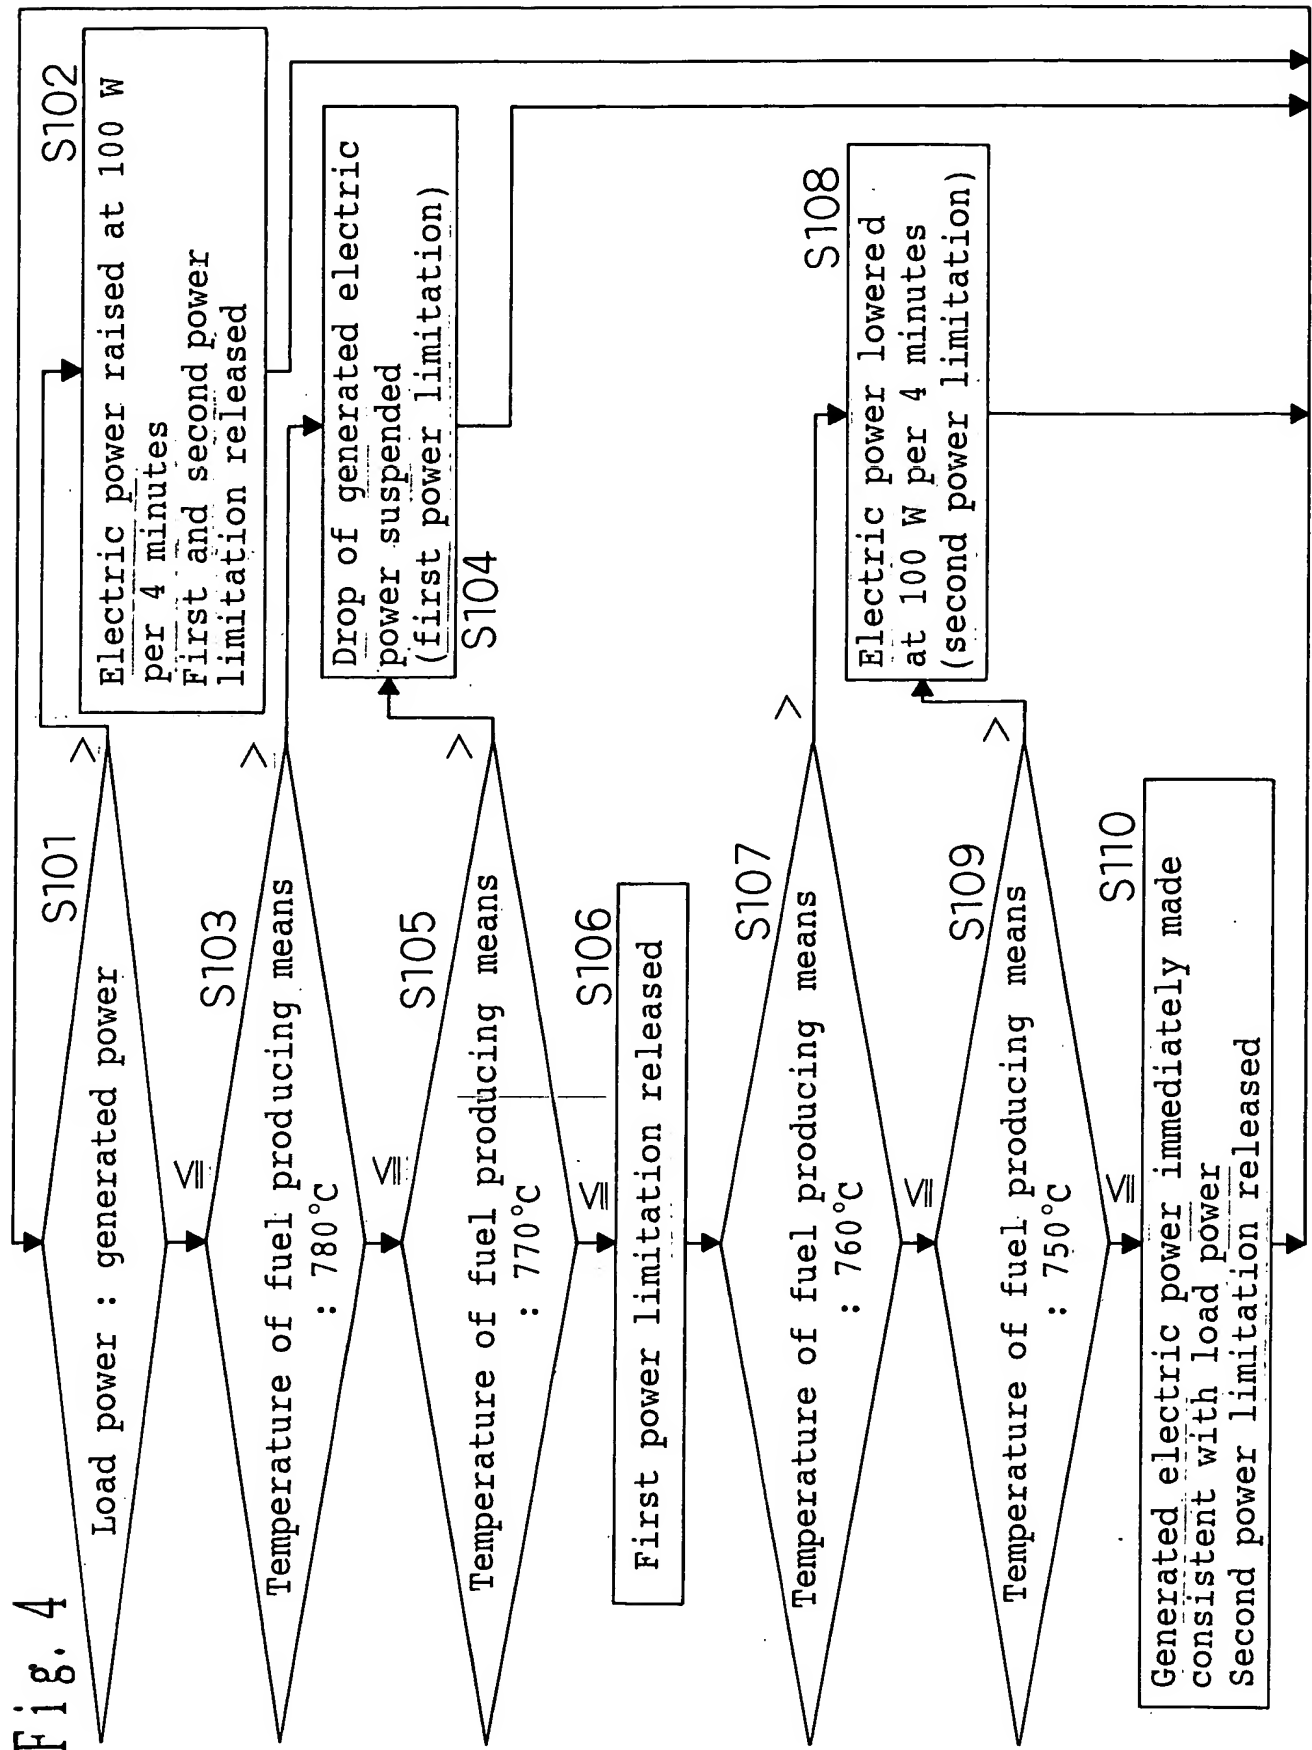 Fig. 4
S101
Load power : generated power
>
≦
S102
Electric power raised at 100 W
per 4 minutes
First and second power
limitation released
S103
Temperature of fuel producing means
: 780°C
>
≦
Drop of generated electric
power suspended
(first power limitation)
S104
S105
Temperature of fuel producing means
: 770°C
>
≦
S106
First power limitation released
S107
Temperature of fuel producing means
: 760°C
>
≦
S108
Electric power lowered
at 100 W per 4 minutes
(second power limitation)
S109
Temperature of fuel producing means
: 750°C
>
≦
S110
Generated electric power immediately made
consistent with load power
Second power limitation released